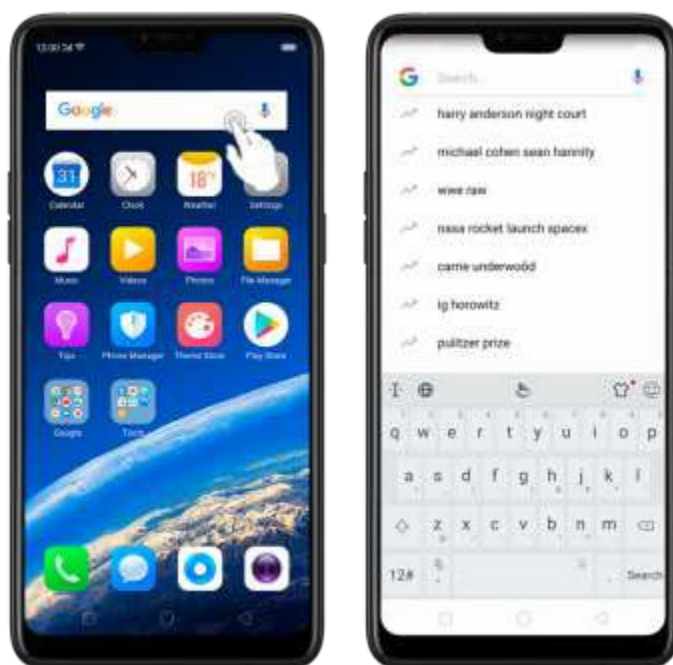 Google
31
18°
Calendar
Clock
Weather
Settings
Music
Videos
Photos
File Manager
Tips
Phone Manager
Theme Store
Play Store
Google
Tools
G
Search...
harry anderson night court
michael cohen sean hannity
wwe raw
nasa rocket launch spacex
carrie underwood
ig horowitz
pulitzer prize
q w e r t y u i o p
a s d f g h j k l
z x c v b n m
12# . Search